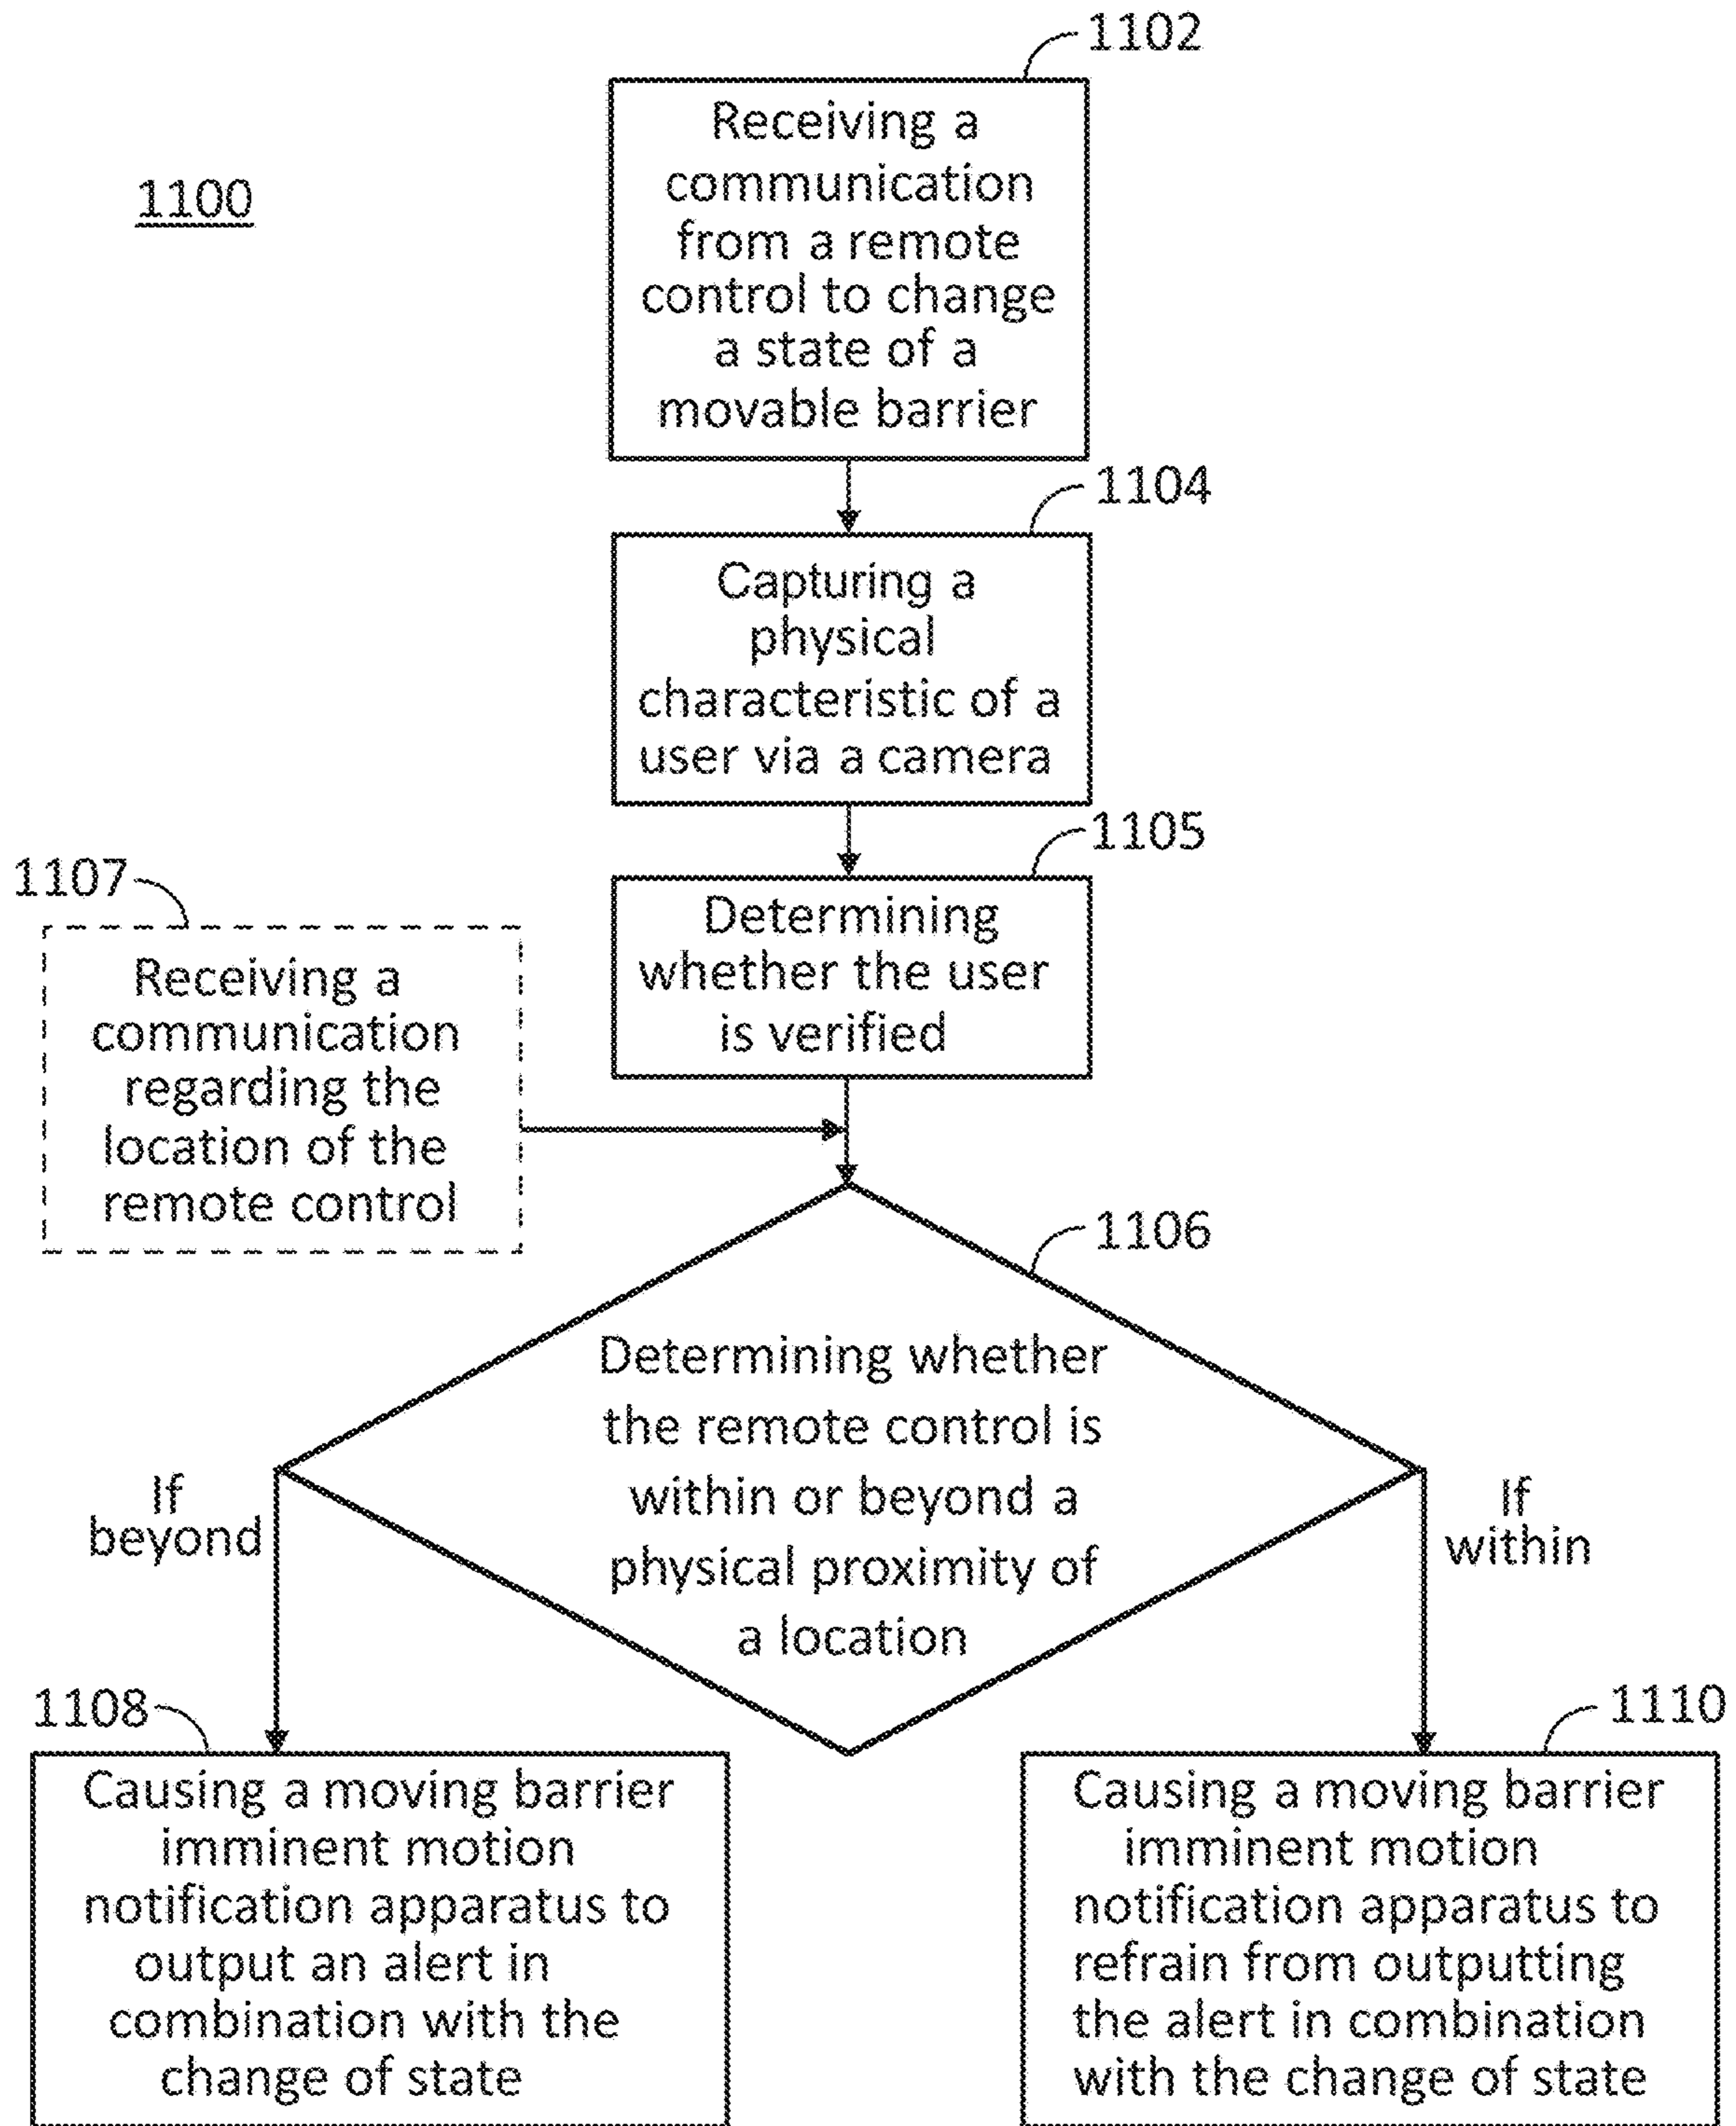 1102
1100
Receiving a
communication
from a remote
control to change
a state of a
movable barrier
1104
Capturing a
physical
characteristic of a
user via a camera
1105
Determining
whether the user
is verified
1107
Receiving a
communication
regarding the
location of the
remote control
1106
Determining whether
the remote control is
within or beyond a
physical proximity of
a location
If
beyond
If
within
1108
Causing a moving barrier
imminent motion
notification apparatus to
output an alert in
combination with the
change of state
1110
Causing a moving barrier
imminent motion
notification apparatus to
refrain from outputting
the alert in combination
with the change of state